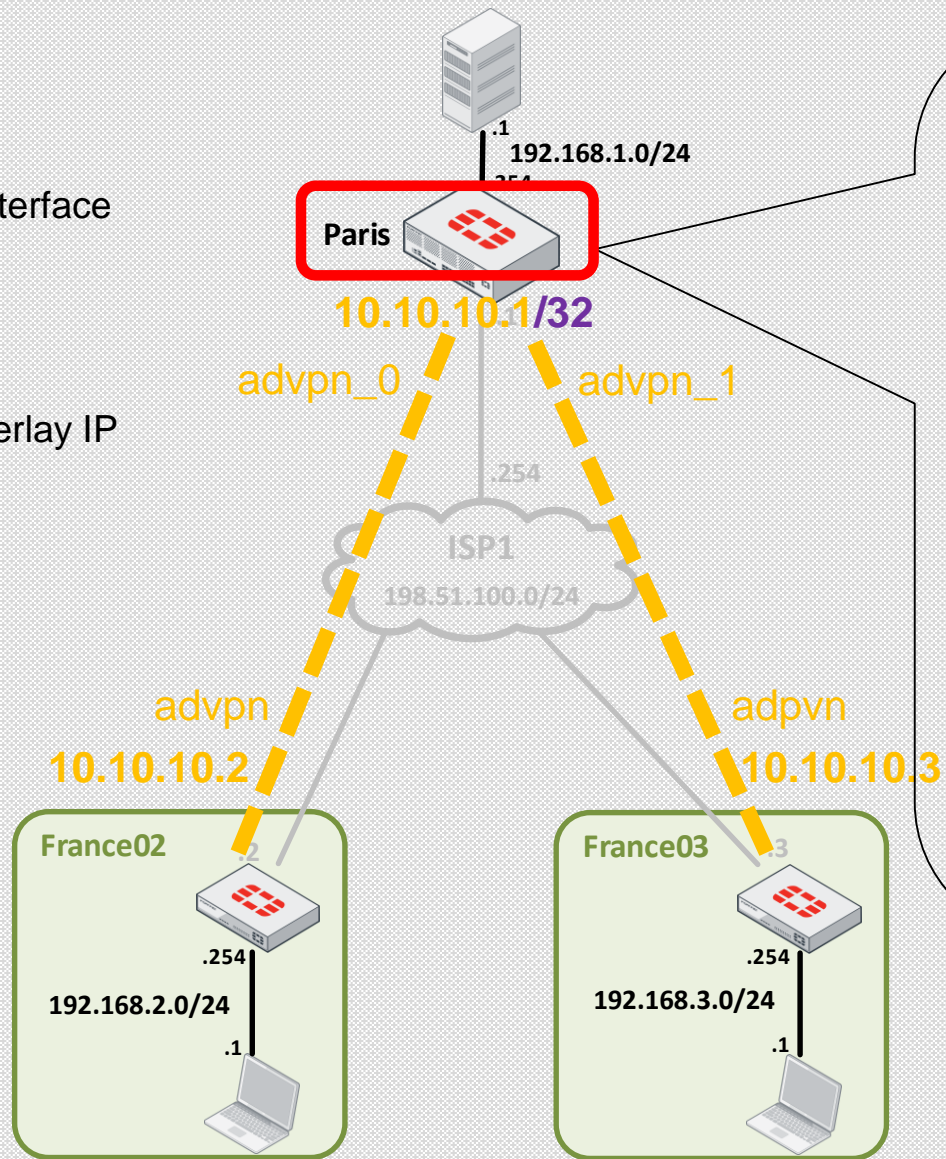 .1
192.168.1.0/24
.254
terface
Paris
10.10.10.1/32
.1
advpn_0
advpn_1
erlay IP
.254
ISP1
198.51.100.0/24
advpn
adpvn
10.10.10.2
10.10.10.3
France02
.2
France03
.3
.254
.254
192.168.2.0/24
192.168.3.0/24
.1
.1